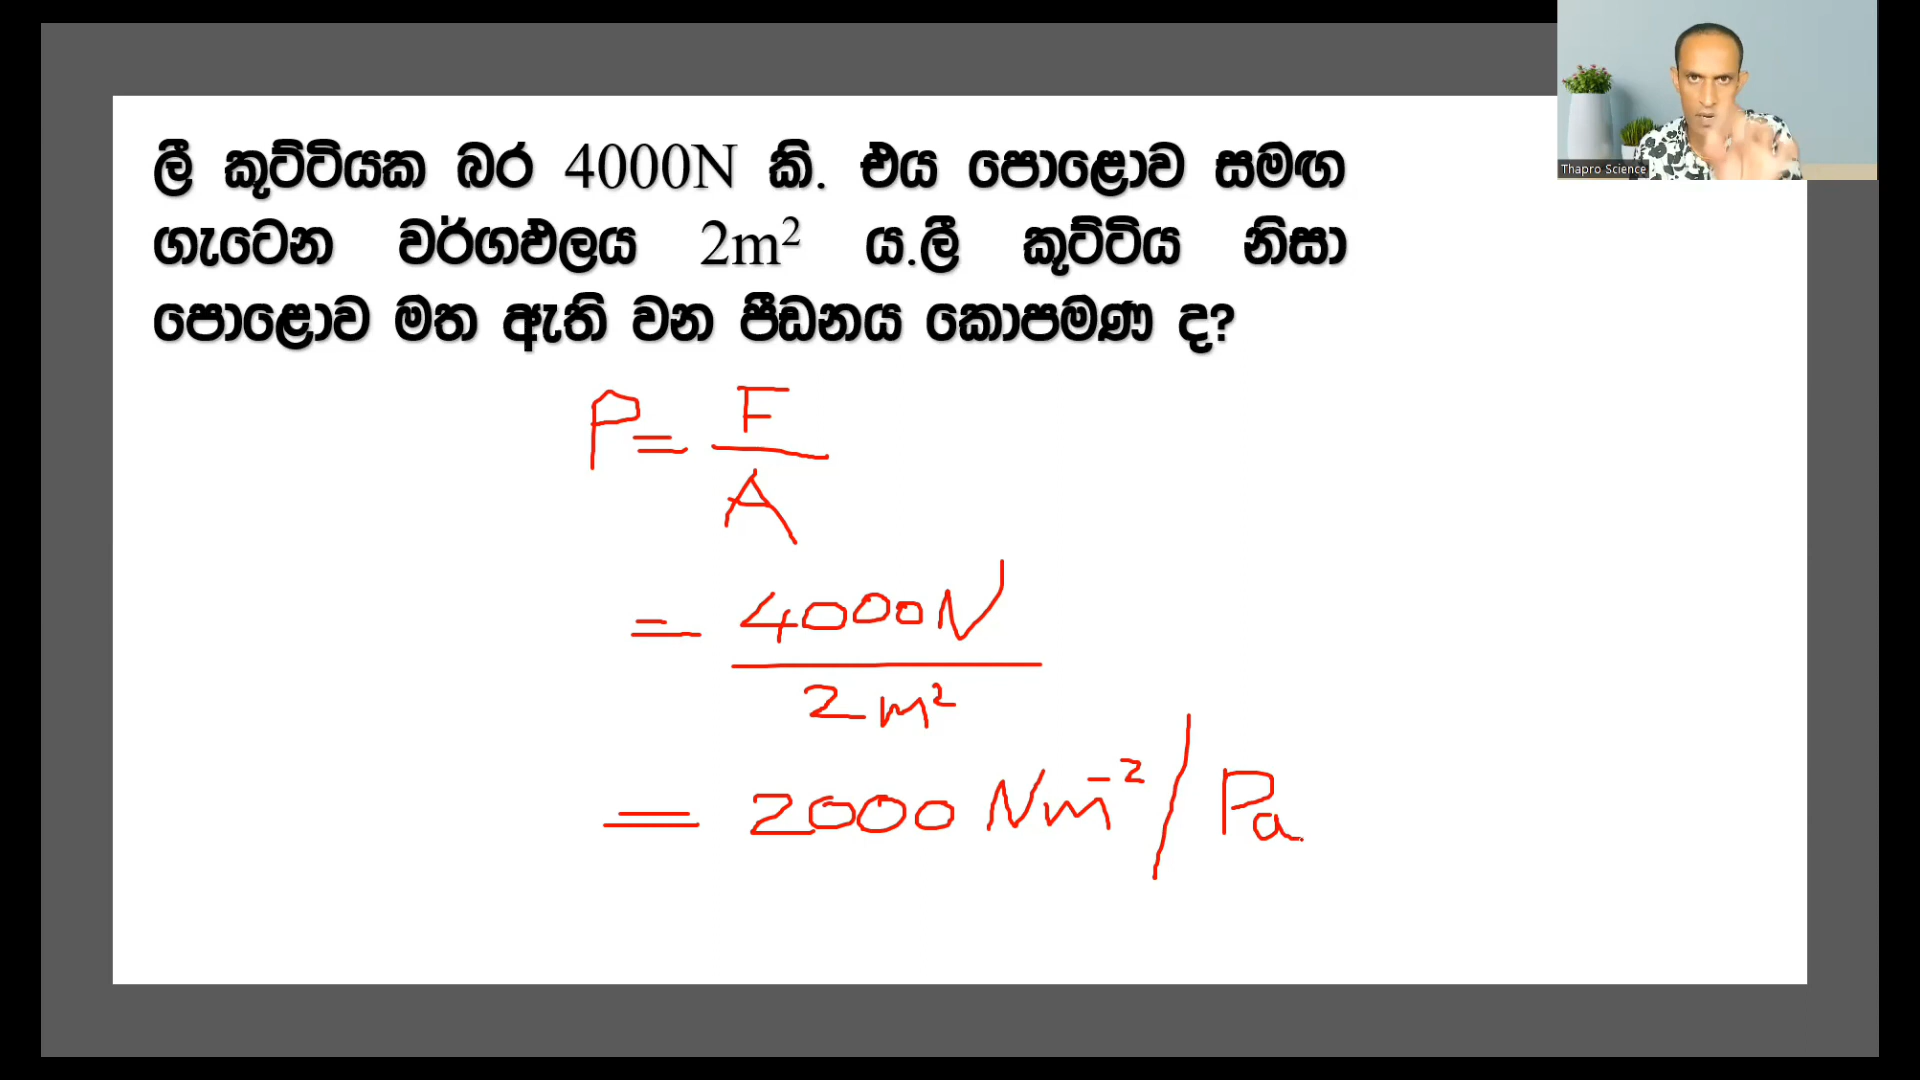 ලී කුට්ටියක බර 4000N කි. එය පොළොව සමඟ
ගැටෙන වර්ගඵලය 2m² ය.ලී කුට්ටිය නිසා
පොළොව මත ඇති වන පීඩනය කොපමණ ද?
P = F / A
= 4000N / 2m²
= 2000 Nm⁻² / Pa
Thapro Science